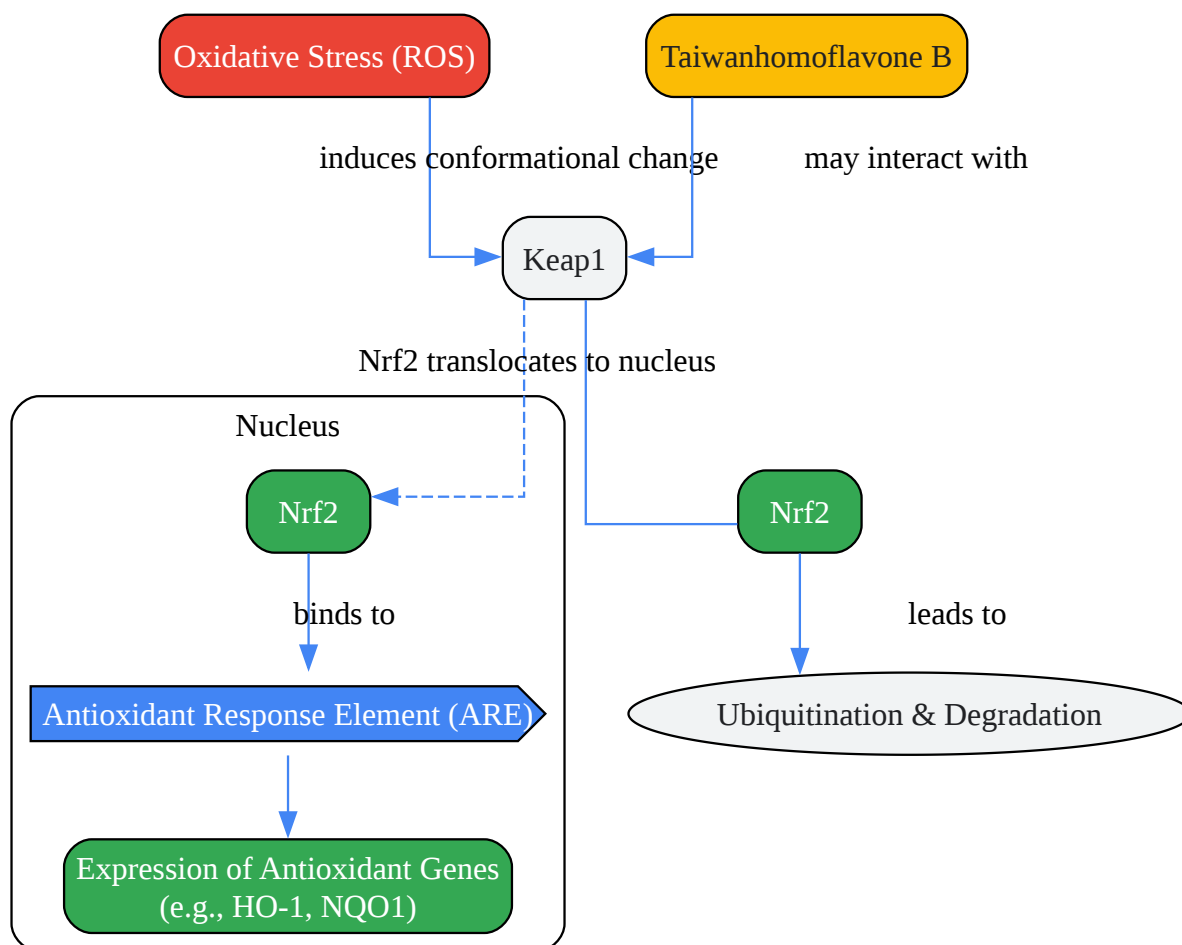 Oxidative Stress (ROS)
Taiwanhomoflavone B
induces conformational change
may interact with
Keap1
Nrf2 translocates to nucleus
Nucleus
Nrf2
Nrf2
binds to
leads to
Antioxidant Response Element (ARE)
Ubiquitination & Degradation
Expression of Antioxidant Genes
(e.g., HO-1, NQO1)